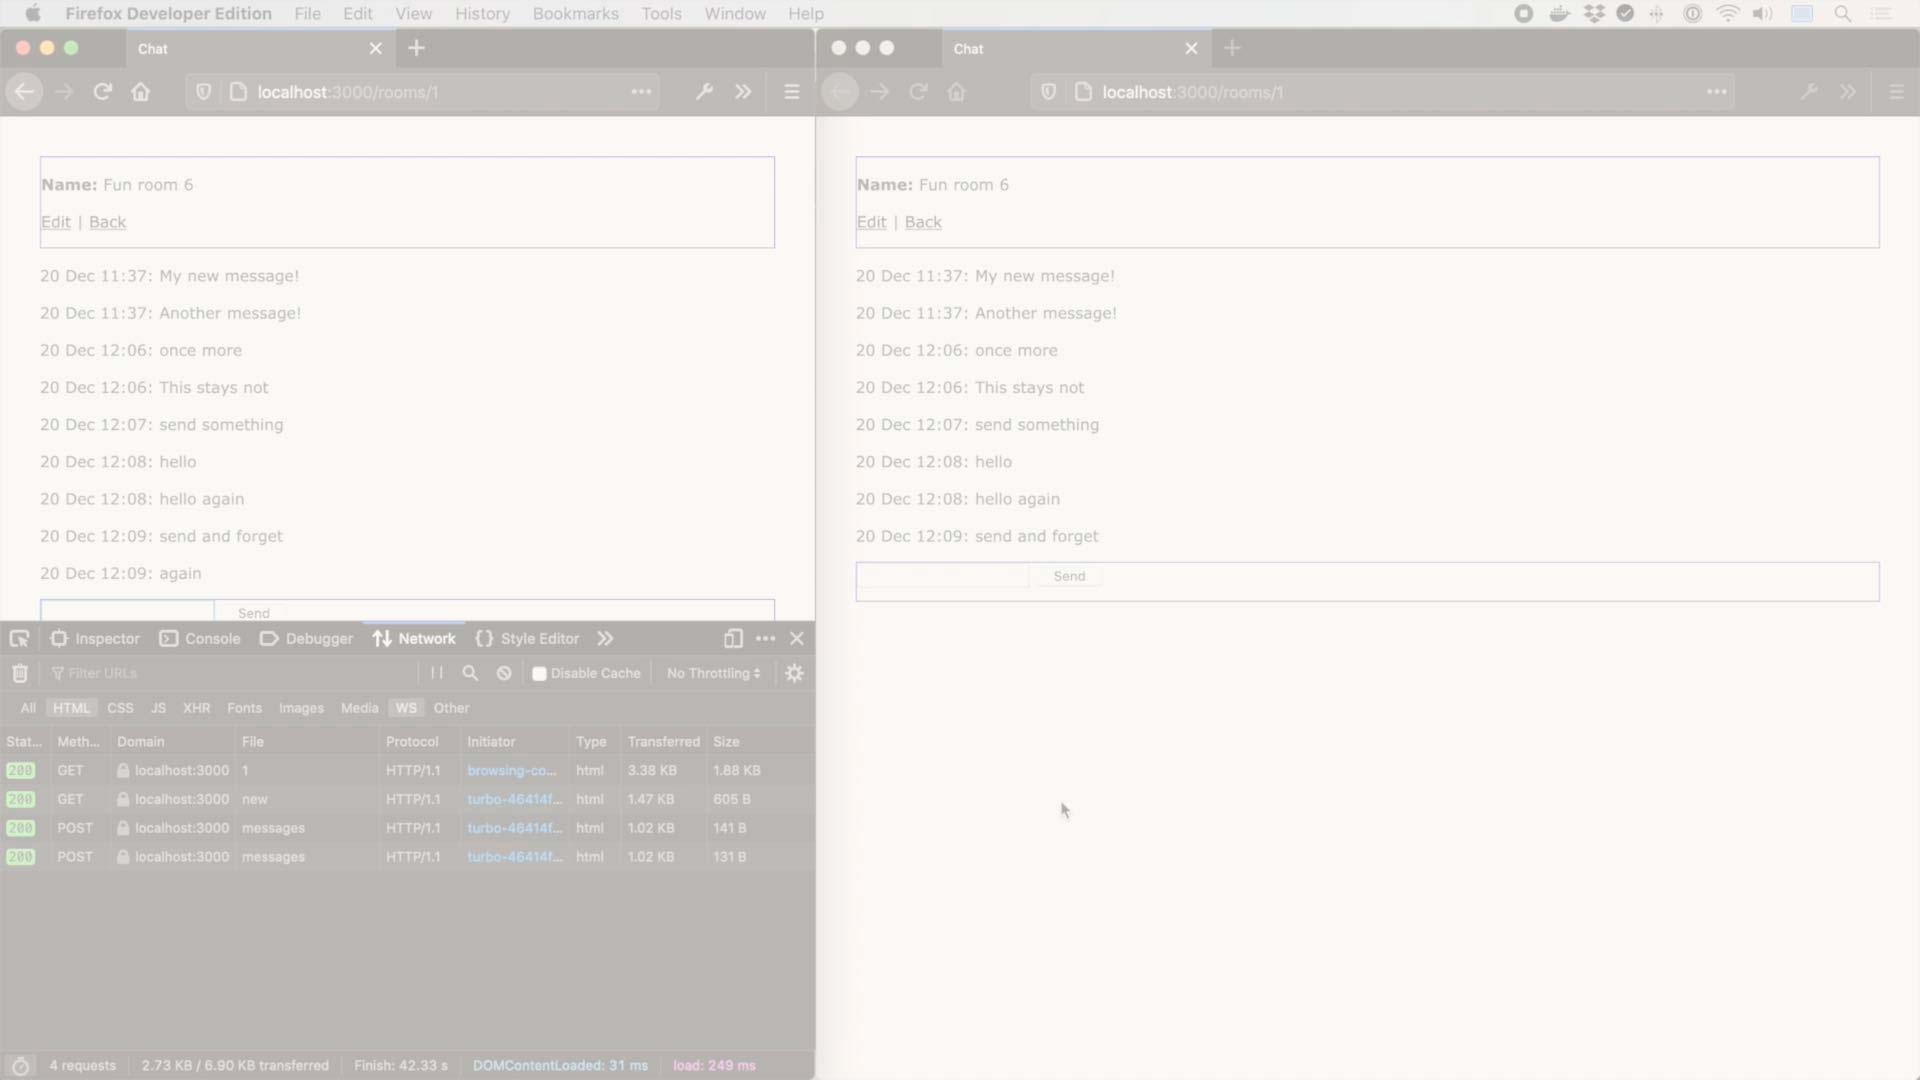 Firefox Developer Edition File Edit View History Bookmarks Tools Window Help
Chat
localhost:3000/rooms/1
Name: Fun room 6
Edit | Back
20 Dec 11:37: My new message!
20 Dec 11:37: Another message!
20 Dec 12:06: once more
20 Dec 12:06: This stays not
20 Dec 12:07: send something
20 Dec 12:08: hello
20 Dec 12:08: hello again
20 Dec 12:09: send and forget
20 Dec 12:09: again
Send
Inspector Console Debugger Network Style Editor
Filter URLs Disable Cache No Throttling
All HTML CSS JS XHR Fonts Images Media WS Other
Stat... Meth... Domain File Protocol Initiator Type Transferred Size
200 GET localhost:3000 1 HTTP/1.1 browsing-co... html 3.38 KB 1.88 KB
200 GET localhost:3000 new HTTP/1.1 turbo-46414f... html 1.47 KB 605 B
200 POST localhost:3000 messages HTTP/1.1 turbo-46414f... html 1.02 KB 141 B
200 POST localhost:3000 messages HTTP/1.1 turbo-46414f... html 1.02 KB 131 B
4 requests 2.73 KB / 6.90 KB transferred Finish: 42.33 s DOMContentLoaded: 31 ms load: 249 ms
Chat
localhost:3000/rooms/1
Name: Fun room 6
Edit | Back
20 Dec 11:37: My new message!
20 Dec 11:37: Another message!
20 Dec 12:06: once more
20 Dec 12:06: This stays not
20 Dec 12:07: send something
20 Dec 12:08: hello
20 Dec 12:08: hello again
20 Dec 12:09: send and forget
Send